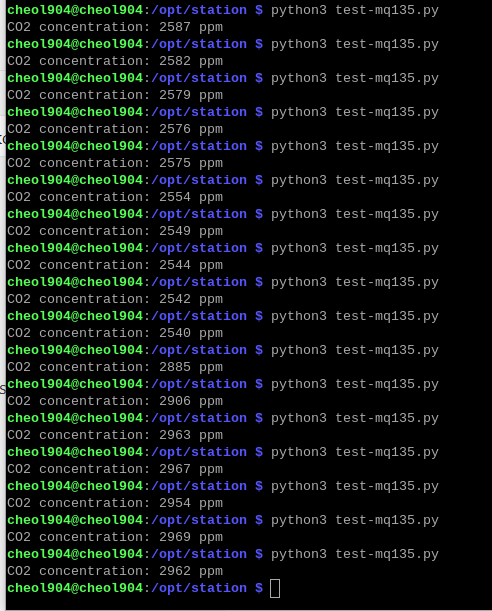 cheol904@cheol904:/opt/station $ python3 test-mq135.py
CO2 concentration: 2587 ppm
cheol904@cheol904:/opt/station $ python3 test-mq135.py
CO2 concentration: 2582 ppm
cheol904@cheol904:/opt/station $ python3 test-mq135.py
CO2 concentration: 2579 ppm
cheol904@cheol904:/opt/station $ python3 test-mq135.py
CO2 concentration: 2576 ppm
cheol904@cheol904:/opt/station $ python3 test-mq135.py
CO2 concentration: 2575 ppm
cheol904@cheol904:/opt/station $ python3 test-mq135.py
CO2 concentration: 2554 ppm
cheol904@cheol904:/opt/station $ python3 test-mq135.py
CO2 concentration: 2549 ppm
cheol904@cheol904:/opt/station $ python3 test-mq135.py
CO2 concentration: 2544 ppm
cheol904@cheol904:/opt/station $ python3 test-mq135.py
CO2 concentration: 2542 ppm
cheol904@cheol904:/opt/station $ python3 test-mq135.py
CO2 concentration: 2540 ppm
cheol904@cheol904:/opt/station $ python3 test-mq135.py
CO2 concentration: 2885 ppm
cheol904@cheol904:/opt/station $ python3 test-mq135.py
CO2 concentration: 2906 ppm
cheol904@cheol904:/opt/station $ python3 test-mq135.py
CO2 concentration: 2963 ppm
cheol904@cheol904:/opt/station $ python3 test-mq135.py
CO2 concentration: 2967 ppm
cheol904@cheol904:/opt/station $ python3 test-mq135.py
CO2 concentration: 2954 ppm
cheol904@cheol904:/opt/station $ python3 test-mq135.py
CO2 concentration: 2969 ppm
cheol904@cheol904:/opt/station $ python3 test-mq135.py
CO2 concentration: 2962 ppm
cheol904@cheol904:/opt/station $